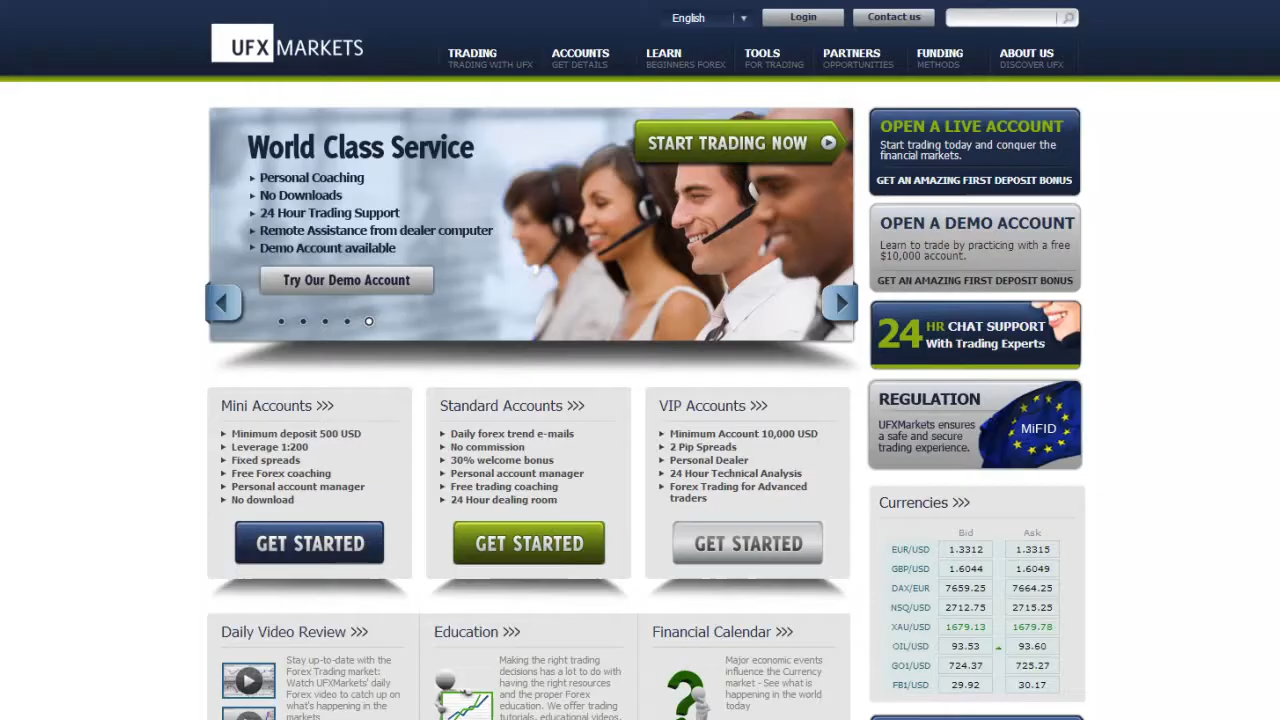 English
Login
Contact us
UFX MARKETS
TRADING
TRADING WITH UFX
ACCOUNTS
GET DETAILS
LEARN
BEGINNERS FOREX
TOOLS
FOR TRADING
PARTNERS
OPPORTUNITIES
FUNDING
METHODS
ABOUT US
DISCOVER UFX
World Class Service
Personal Coaching
No Downloads
24 Hour Trading Support
Remote Assistance from dealer computer
Demo Account available
Try Our Demo Account
START TRADING NOW
OPEN A LIVE ACCOUNT
Start trading today and conquer the
financial markets.
GET AN AMAZING FIRST DEPOSIT BONUS
OPEN A DEMO ACCOUNT
Learn to trade by practicing with a free
$10,000 account.
GET AN AMAZING FIRST DEPOSIT BONUS
24 HR CHAT SUPPORT
With Trading Experts
REGULATION
UFXMarkets ensures
a safe and secure
trading experience.
MiFID
Mini Accounts >>>
Minimum deposit 500 USD
Leverage 1:200
Fixed spreads
Free Forex coaching
Personal account manager
No download
GET STARTED
Standard Accounts >>>
Daily forex trend e-mails
No commission
30% welcome bonus
Personal account manager
Free trading coaching
24 Hour dealing room
GET STARTED
VIP Accounts >>>
Minimum Account 10,000 USD
2 Pip Spreads
Personal Dealer
24 Hour Technical Analysis
Forex Trading for Advanced
traders
GET STARTED
Currencies >>>
Bid Ask
EUR/USD 1.3312 1.3315
GBP/USD 1.6044 1.6049
DAX/EUR 7659.25 7664.25
NSQ/USD 2712.75 2715.25
XAU/USD 1679.13 1679.78
OIL/USD 93.53 93.60
GO1/USD 724.37 725.27
FB1/USD 29.92 30.17
Daily Video Review >>>
Stay up-to-date with the
Forex Trading market:
Watch UFXMarkets' daily
Forex video to catch up on
what's happening in the
markets
Education >>>
Making the right trading
decisions has a lot to do with
having the right resources
and the proper Forex
education. We offer trading
tutorials, educational videos,
Financial Calendar >>>
Major economic events
influence the Currency
market - See what is
happening in the world
today